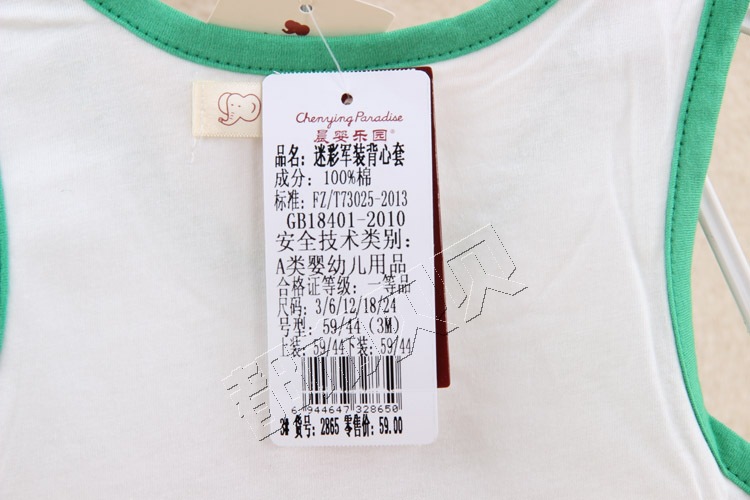 Chenying Paradise
晨婴乐园®
品名：迷彩军装背心套
成分：100%棉
标准：FZ/T73025-2013
GB18401-2010
安全技术类别：
A类婴幼儿用品
合格证等级：一等品
尺码：3/6/12/18/24
号型：59/44（3M）
上装：59/44下装：59/44
6 944647 328650
3# 货号：2865 零售价：59.00